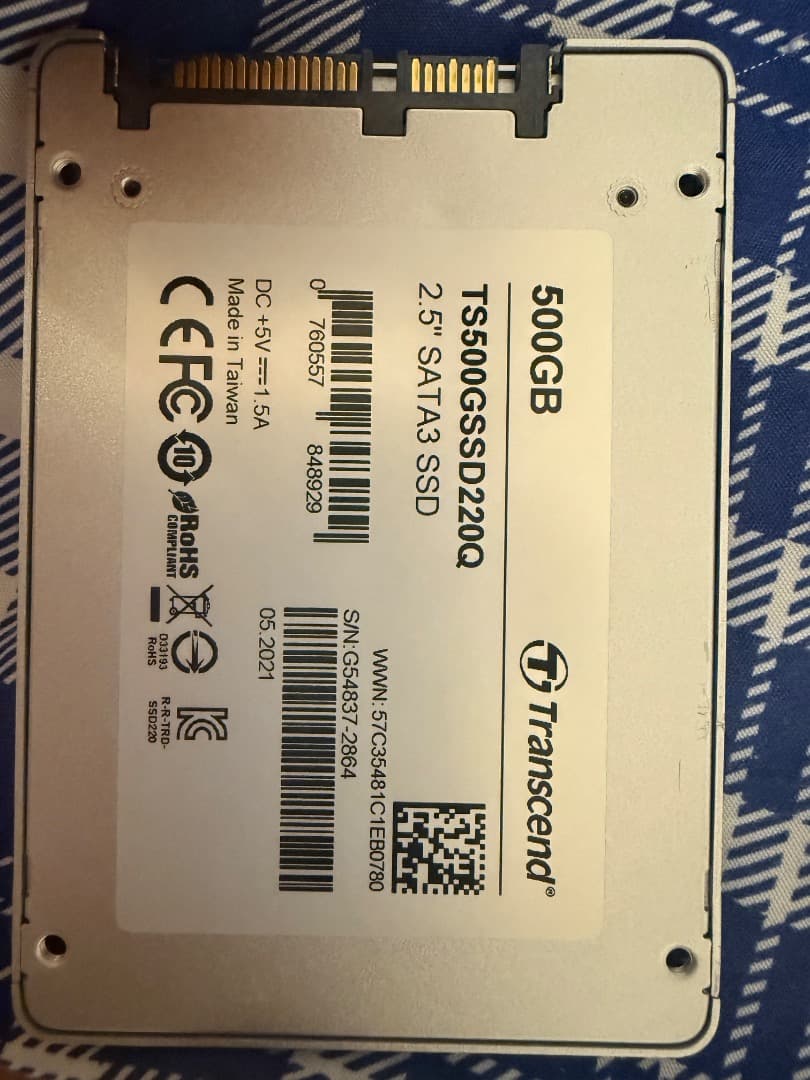 500GB
Transcend®
TS500GSSD220Q
2.5" SATA3 SSD
WWN: 57C35481C1EB0780
S/N:G54837-2864
0 760557 848929
05.2021
DC +5V ⎓ 1.5A
Made in Taiwan
CE FC 10 RoHS
COMPLIANT
D33193
RoHS
R-R-TRD-
SSD220